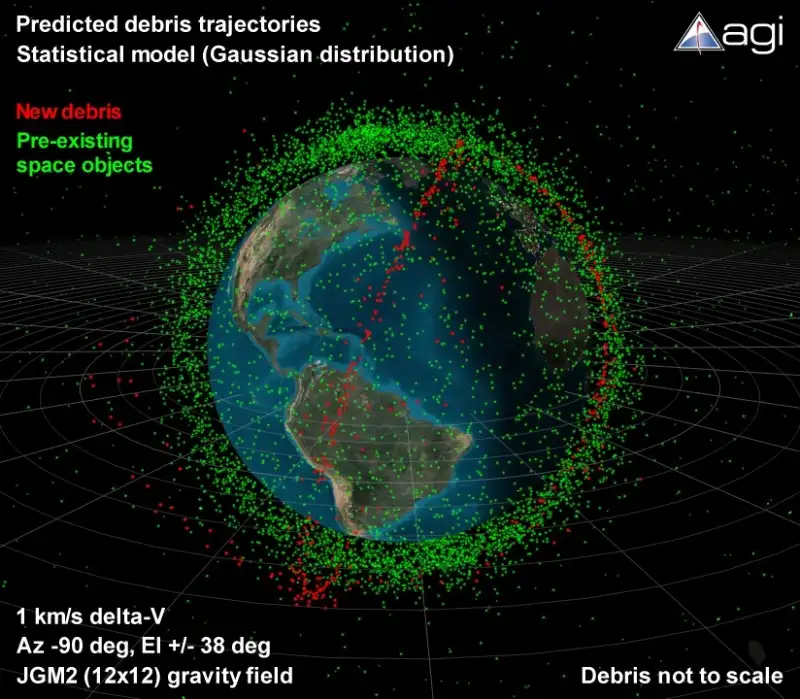 Predicted debris trajectories
Statistical model (Gaussian distribution)
agi
New debris
Pre-existing
space objects
1 km/s delta-V
Az -90 deg, El +/- 38 deg
JGM2 (12x12) gravity field
Debris not to scale